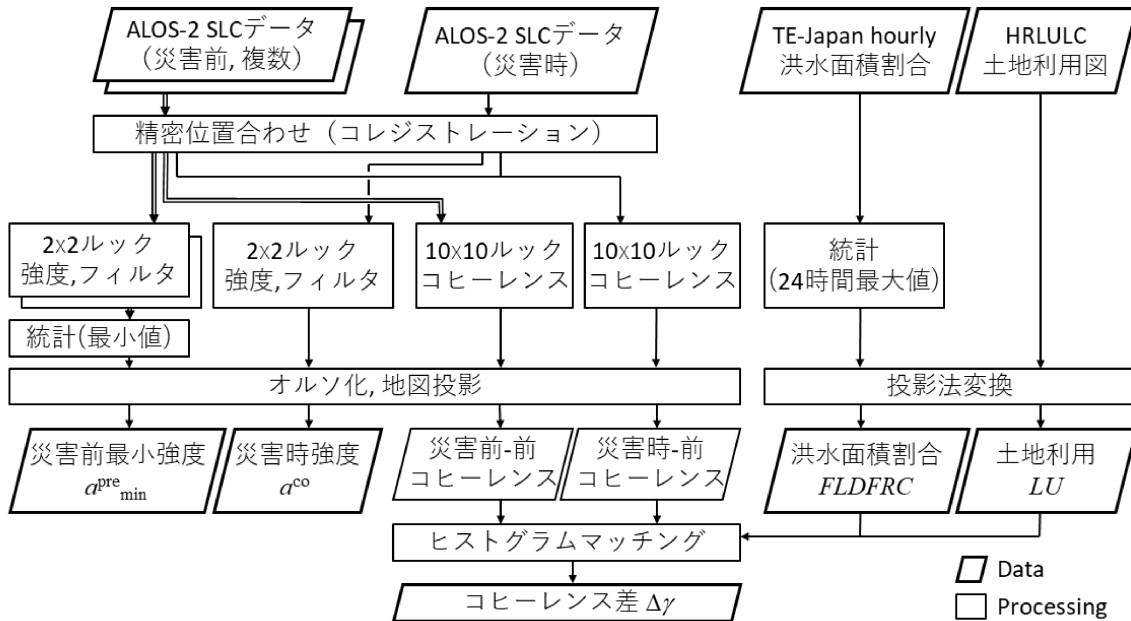 ALOS-2 SLCデータ
(災害前, 複数)
ALOS-2 SLCデータ
(災害時)
TE-Japan hourly
洪水面積割合
HRLULC
土地利用図
精密位置合わせ（コレジストレーション）
2x2ルック
強度,フィルタ
2x2ルック
強度,フィルタ
10x10ルック
コヒーレンス
10x10ルック
コヒーレンス
統計
(24時間最大値)
統計(最小値)
オルソ化, 地図投影
投影法変換
災害前最小強度
a^pre_min
災害時強度
a^co
災害前-前
コヒーレンス
災害時-前
コヒーレンス
洪水面積割合
FLDFRC
土地利用
LU
ヒストグラムマッチング
コヒーレンス差 Δγ
Data
Processing